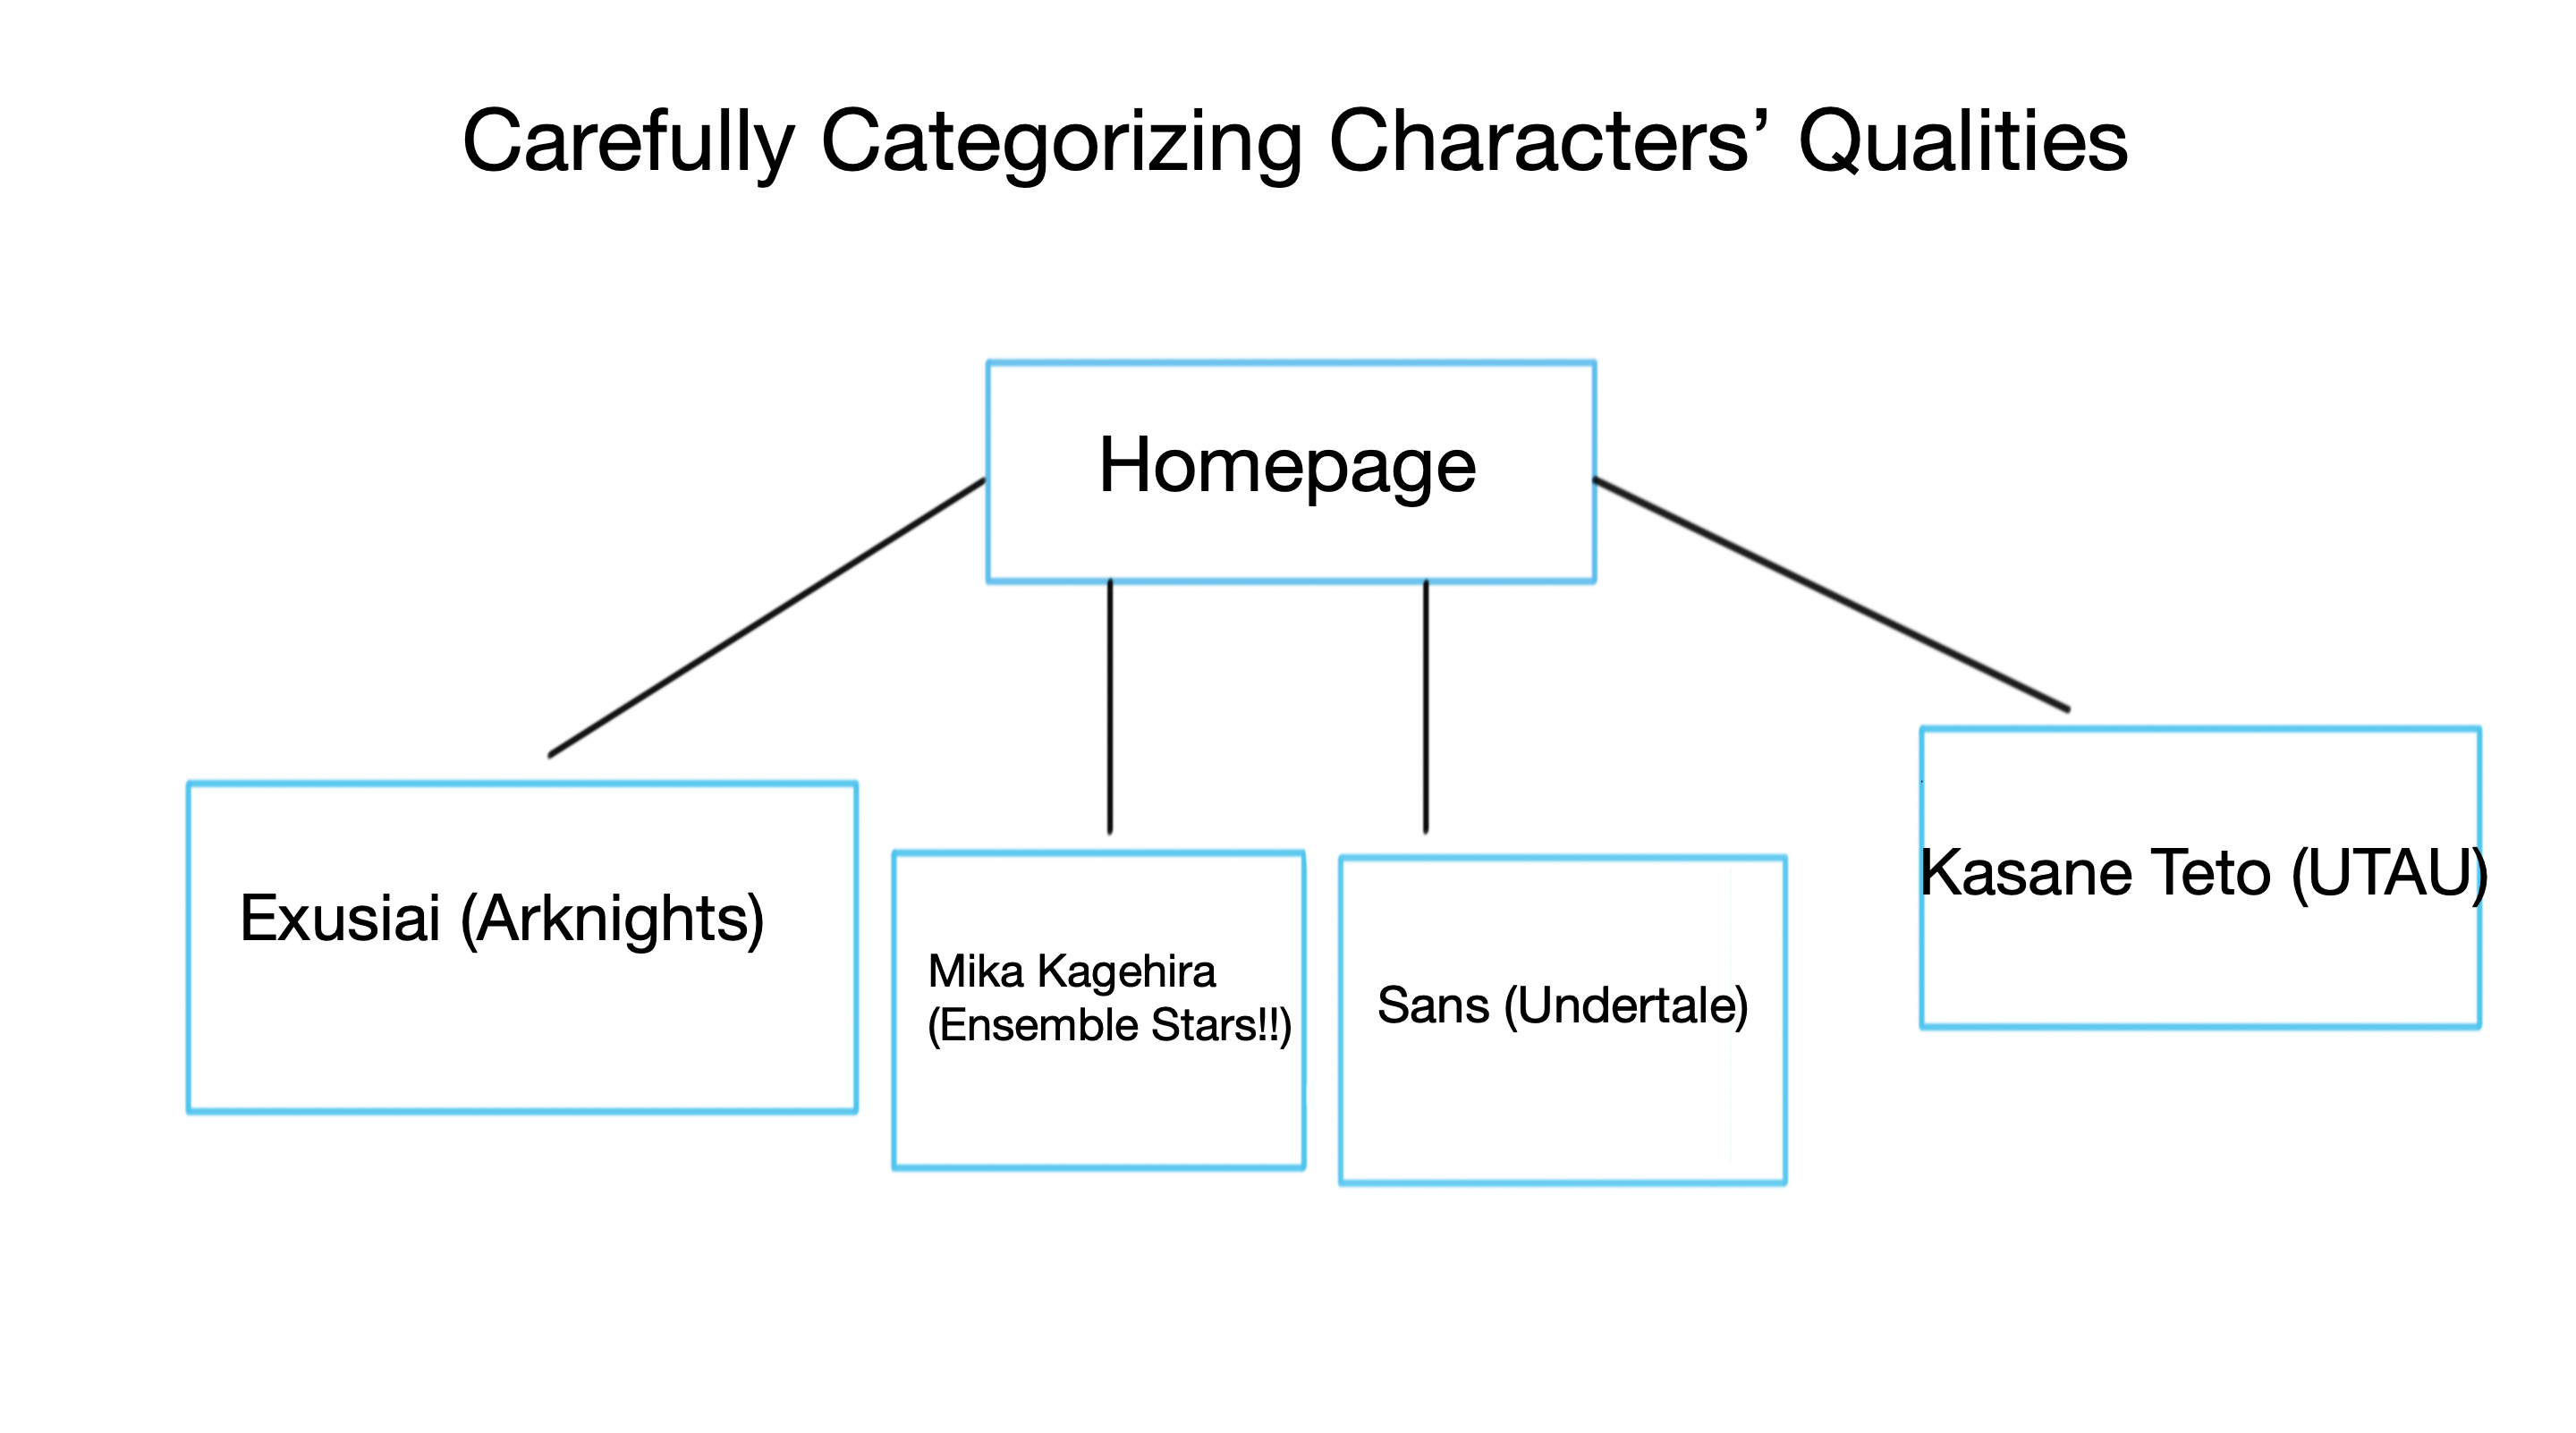 Carefully Categorizing Characters’ Qualities
Homepage
Exusiai (Arknights)
Mika Kagehira
(Ensemble Stars!!)
Sans (Undertale)
Kasane Teto (UTAU)